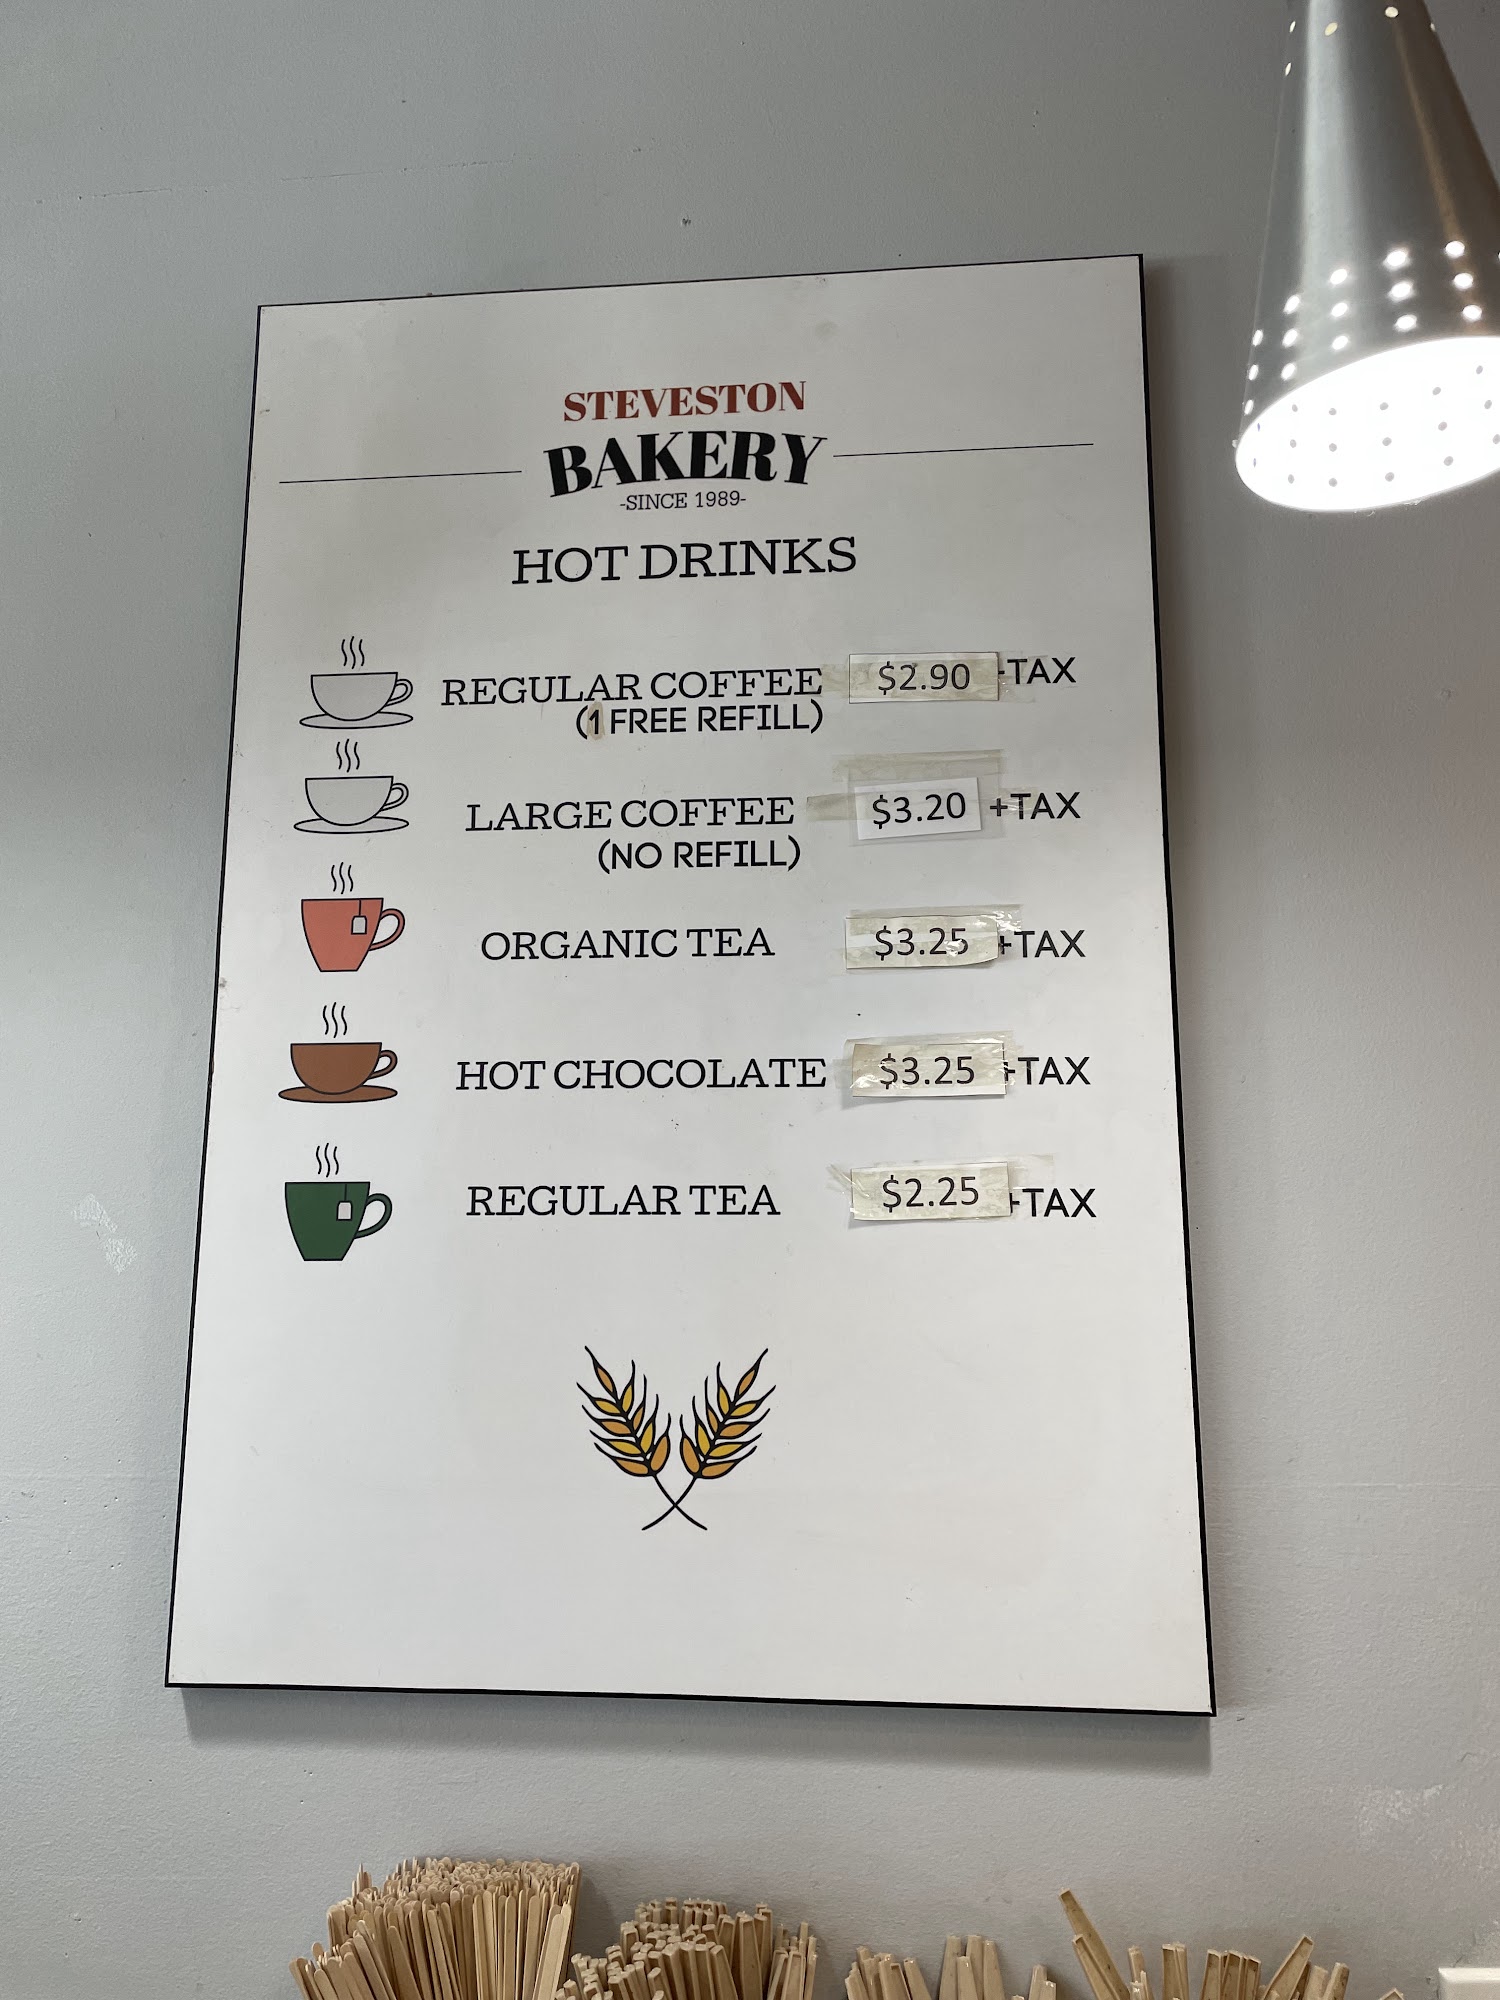 STEVESTON
BAKERY
-SINCE 1989-
HOT DRINKS
REGULAR COFFEE $2.90 +TAX
(1 FREE REFILL)
LARGE COFFEE $3.20 +TAX
(NO REFILL)
ORGANIC TEA $3.25 +TAX
HOT CHOCOLATE $3.25 +TAX
REGULAR TEA $2.25 +TAX